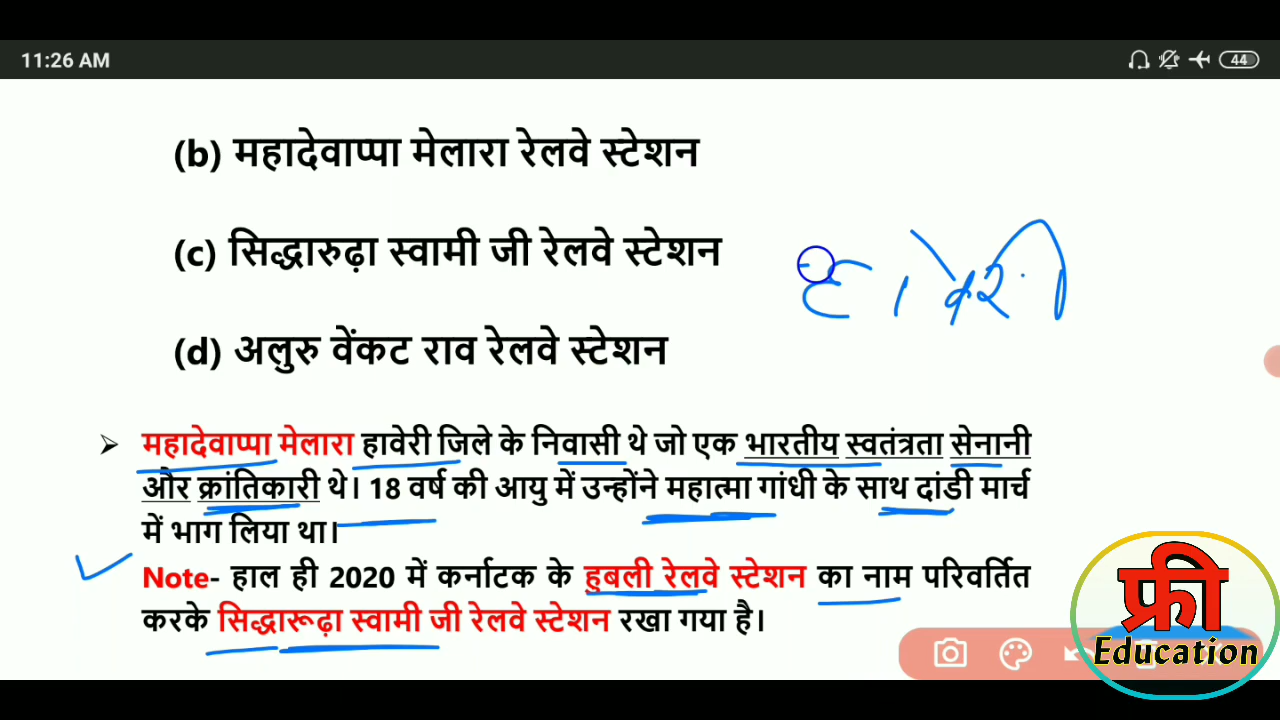 11:26 AM
44
(b) महादेवाप्पा मेलारा रेलवे स्टेशन
(c) सिद्धारुढ़ा स्वामी जी रेलवे स्टेशन
(d) अलुरु वेंकट राव रेलवे स्टेशन
➢ महादेवाप्पा मेलारा हावेरी जिले के निवासी थे जो एक भारतीय स्वतंत्रता सेनानी
और क्रांतिकारी थे। 18 वर्ष की आयु में उन्होंने महात्मा गांधी के साथ दांडी मार्च
में भाग लिया था।
Note- हाल ही 2020 में कर्नाटक के हुबली रेलवे स्टेशन का नाम परिवर्तित
करके सिद्धारूढ़ा स्वामी जी रेलवे स्टेशन रखा गया है।
फ्री
Education